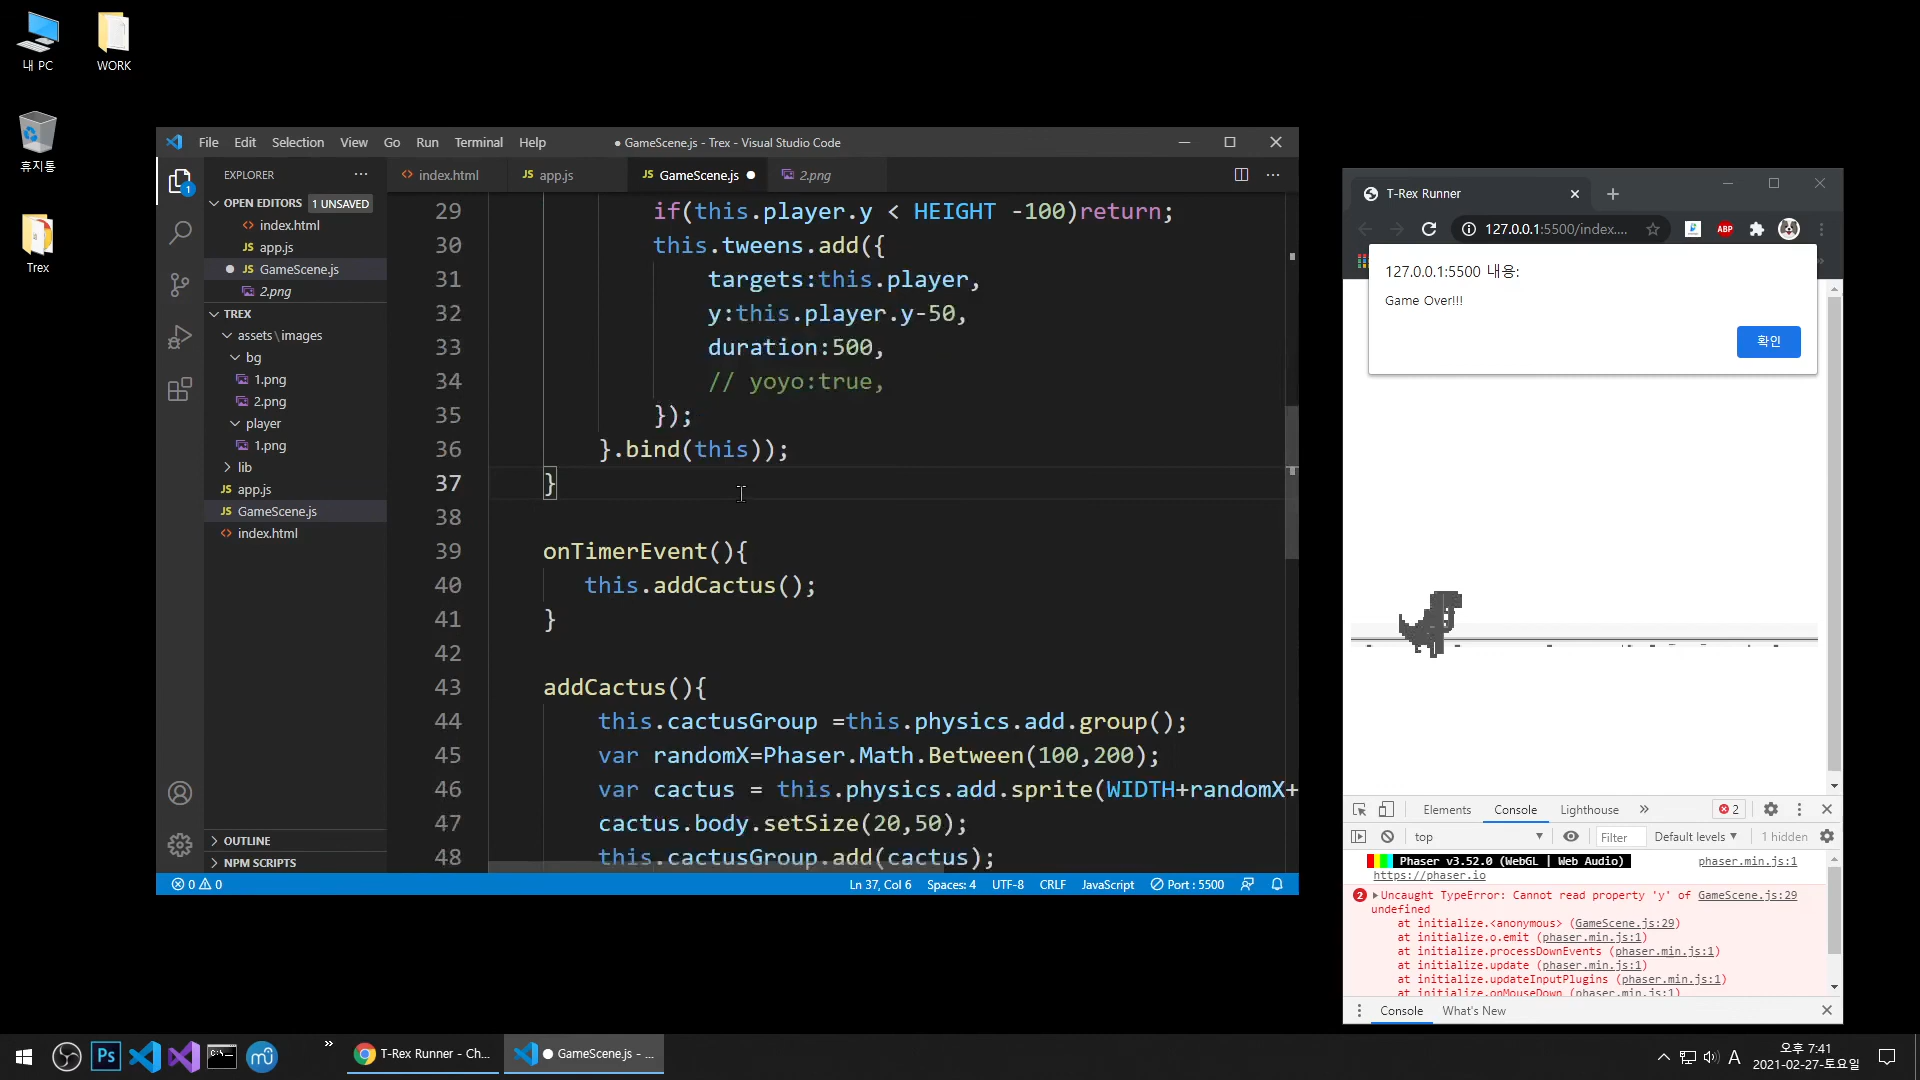 내 PC
WORK
휴지통
Trex
File Edit Selection View Go Run Terminal Help
● GameScene.js - Trex - Visual Studio Code
EXPLORER
OPEN EDITORS 1 UNSAVED
index.html
JS app.js
● JS GameScene.js
2.png
TREX
assets\images
bg
1.png
2.png
player
1.png
lib
JS app.js
JS GameScene.js
index.html
OUTLINE
NPM SCRIPTS
1
index.html JS app.js JS GameScene.js ● 2.png
29 if(this.player.y < HEIGHT -100)return;
30 this.tweens.add({
31 targets:this.player,
32 y:this.player.y-50,
33 duration:500,
34 // yoyo:true,
35 });
36 }.bind(this));
37 }
38
39 onTimerEvent(){
40 this.addCactus();
41 }
42
43 addCactus(){
44 this.cactusGroup =this.physics.add.group();
45 var randomX=Phaser.Math.Between(100,200);
46 var cactus = this.physics.add.sprite(WIDTH+randomX+
47 cactus.body.setSize(20,50);
48 this.cactusGroup.add(cactus);
0 0 Ln 37, Col 6 Spaces: 4 UTF-8 CRLF JavaScript Port : 5500
T-Rex Runner
127.0.0.1:5500/index....
ABP
127.0.0.1:5500 내용:
Game Over!!!
확인
Elements Console Lighthouse » 2
top Filter Default levels 1 hidden
Phaser v3.52.0 (WebGL | Web Audio) phaser.min.js:1
https://phaser.io
2 Uncaught TypeError: Cannot read property 'y' of GameScene.js:29
undefined
at initialize.<anonymous> (GameScene.js:29)
at initialize.o.emit (phaser.min.js:1)
at initialize.processDownEvents (phaser.min.js:1)
at initialize.update (phaser.min.js:1)
at initialize.updateInputPlugins (phaser.min.js:1)
at initialize.onMouseDown (phaser.min.js:1)
Console What's New
Ps
»
T-Rex Runner - Ch...
● GameScene.js - ...
A
오후 7:41
2021-02-27-토요일